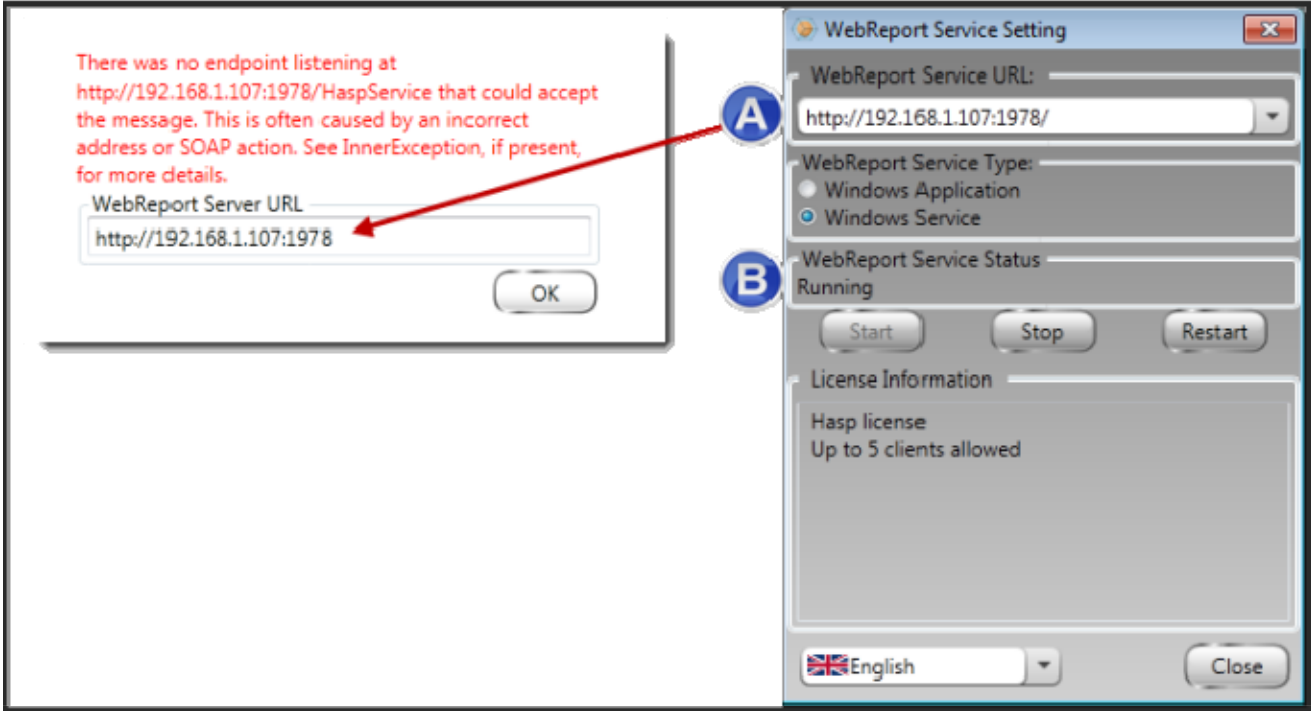 There was no endpoint listening at
http://192.168.1.107:1978/HaspService that could accept
the message. This is often caused by an incorrect
address or SOAP action. See InnerException, if present,
for more details.
WebReport Server URL
http://192.168.1.107:1978
OK
A
B
WebReport Service Setting
WebReport Service URL:
http://192.168.1.107:1978/
WebReport Service Type:
Windows Application
Windows Service
WebReport Service Status
Running
Start Stop Restart
License Information
Hasp license
Up to 5 clients allowed
English
Close